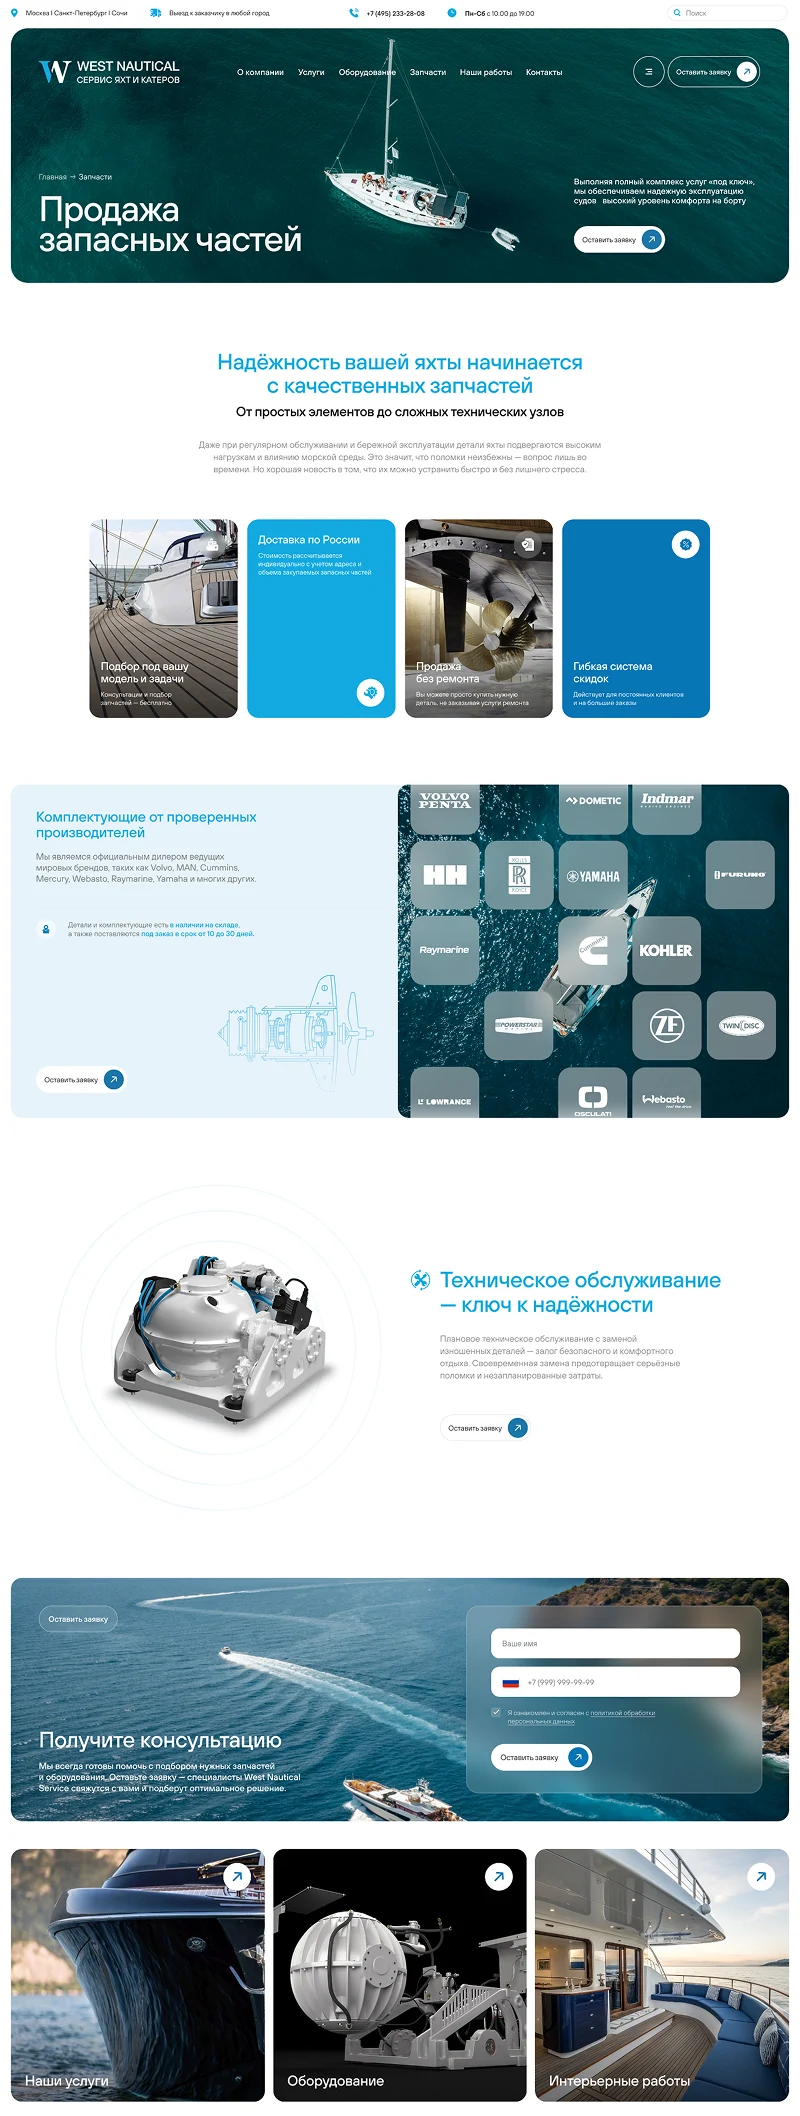 Москва I Санкт-Петербург I Сочи
Выезд к заказчику в любой город
+7 (495) 233-28-08
Пн-Сб с 10:00 до 19:00
Поиск
WEST NAUTICAL
СЕРВИС ЯХТ И КАТЕРОВ
О компании
Услуги
Оборудование
Запчасти
Наши работы
Контакты
Оставить заявку
Главная → Запчасти
Продажа
запасных частей
Выполняя полный комплекс услуг «под ключ»,
мы обеспечиваем надежную эксплуатацию
судов высокий уровень комфорта на борту
Оставить заявку
Надёжность вашей яхты начинается
с качественных запчастей
От простых элементов до сложных технических узлов
Даже при регулярном обслуживании и бережной эксплуатации детали яхты подвергаются высоким
нагрузкам и влиянию морской среды. Это значит, что поломки неизбежны — вопрос лишь во
времени. Но хорошая новость в том, что их можно устранить быстро и без лишнего стресса.
Подбор под вашу
модель и задачи
Консультации и подбор
запчастей — бесплатно
Доставка по России
Стоимость рассчитывается
индивидуально с учетом адреса и
объема закупаемых запасных частей
Продажа
без ремонта
Вы можете просто купить нужную
деталь, не заказывая услуги ремонта
Гибкая система
скидок
Действует для постоянных клиентов
и на большие заказы
Комплектующие от проверенных
производителей
Мы являемся официальным дилером ведущих
мировых брендов, таких как Volvo, MAN, Cummins,
Mercury, Webasto, Raymarine, Yamaha и многих других.
Детали и комплектующие есть в наличии на складе,
а также поставляются под заказ в срок от 10 до 30 дней.
Оставить заявку
VOLVO
PENTA
DOMETIC
Indmar
MARINE ENGINES
HH
ROLLS
RR
ROYCE
YAMAHA
FURUNO
Raymarine
Cummins
KOHLER
POWERSTAR
ZF
TWIN DISC
LOWRANCE
OSCULATI
Webasto
Feel the drive
Техническое обслуживание
— ключ к надёжности
Плановое техническое обслуживание с заменой
изношенных деталей — залог безопасного и комфортного
отдыха. Своевременная замена предотвращает серьёзные
поломки и незапланированные затраты.
Оставить заявку
Оставить заявку
Получите консультацию
Мы всегда готовы помочь с подбором нужных запчастей
и оборудования. Оставьте заявку — специалисты West Nautical
Service свяжутся с вами и подберут оптимальное решение.
Ваше имя
+7 (999) 999-99-99
Я ознакомлен и согласен с политикой обработки
персональных данных
Оставить заявку
Наши услуги
Оборудование
Интерьерные работы